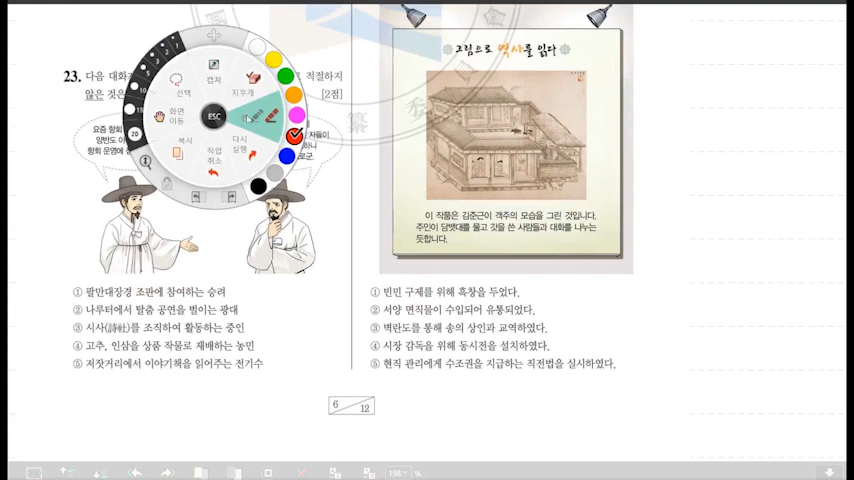 23. 다음 대화
적절하지
않은 것은
[2점]
요즘 향회
양반도 아
향회 운영에
자들이
하니
로군.
캡쳐
선택
지우개
화면
이동
ESC
복사
작업
취소
다시
실행
20
① 팔만대장경 조판에 참여하는 승려
② 나루터에서 탈춤 공연을 벌이는 광대
③ 시사(詩社)를 조직하여 활동하는 중인
④ 고추, 인삼을 상품 작물로 재배하는 농민
⑤ 저잣거리에서 이야기책을 읽어주는 전기수
그림으로 역사를 읽다
이 작품은 김준근이 객주의 모습을 그린 것입니다.
주인이 담뱃대를 물고 갓을 쓴 사람들과 대화를 나누는
듯합니다.
① 빈민 구제를 위해 흑창을 두었다.
② 서양 면직물이 수입되어 유통되었다.
③ 벽란도를 통해 송의 상인과 교역하였다.
④ 시장 감독을 위해 동시전을 설치하였다.
⑤ 현직 관리에게 수조권을 지급하는 직전법을 실시하였다.
6
12
198 %